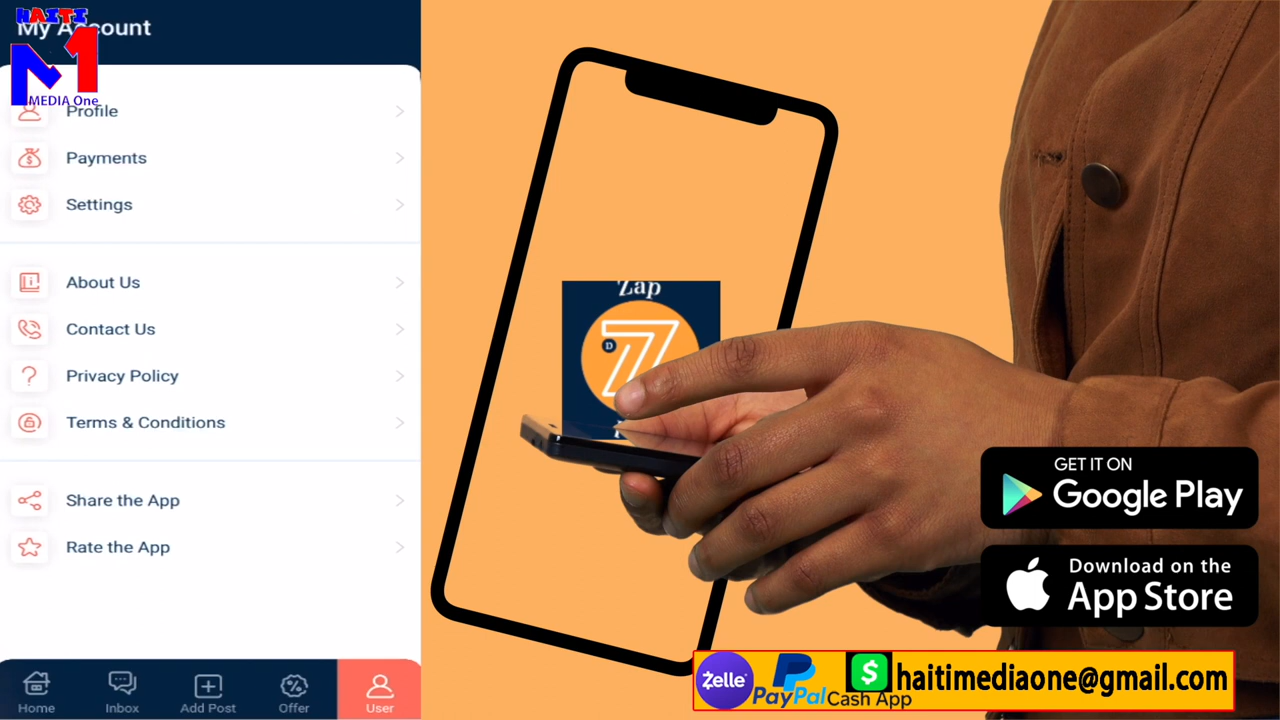 HAITI
My Account
M1
MEDIA One
Profile
Payments
Settings
About Us
Contact Us
Privacy Policy
Terms & Conditions
Share the App
Rate the App
Home
Inbox
Add Post
Offer
User
Zap
D
7
GET IT ON
Google Play
Download on the
App Store
Zelle
PayPal
$
Cash App
haitimediaone@gmail.com